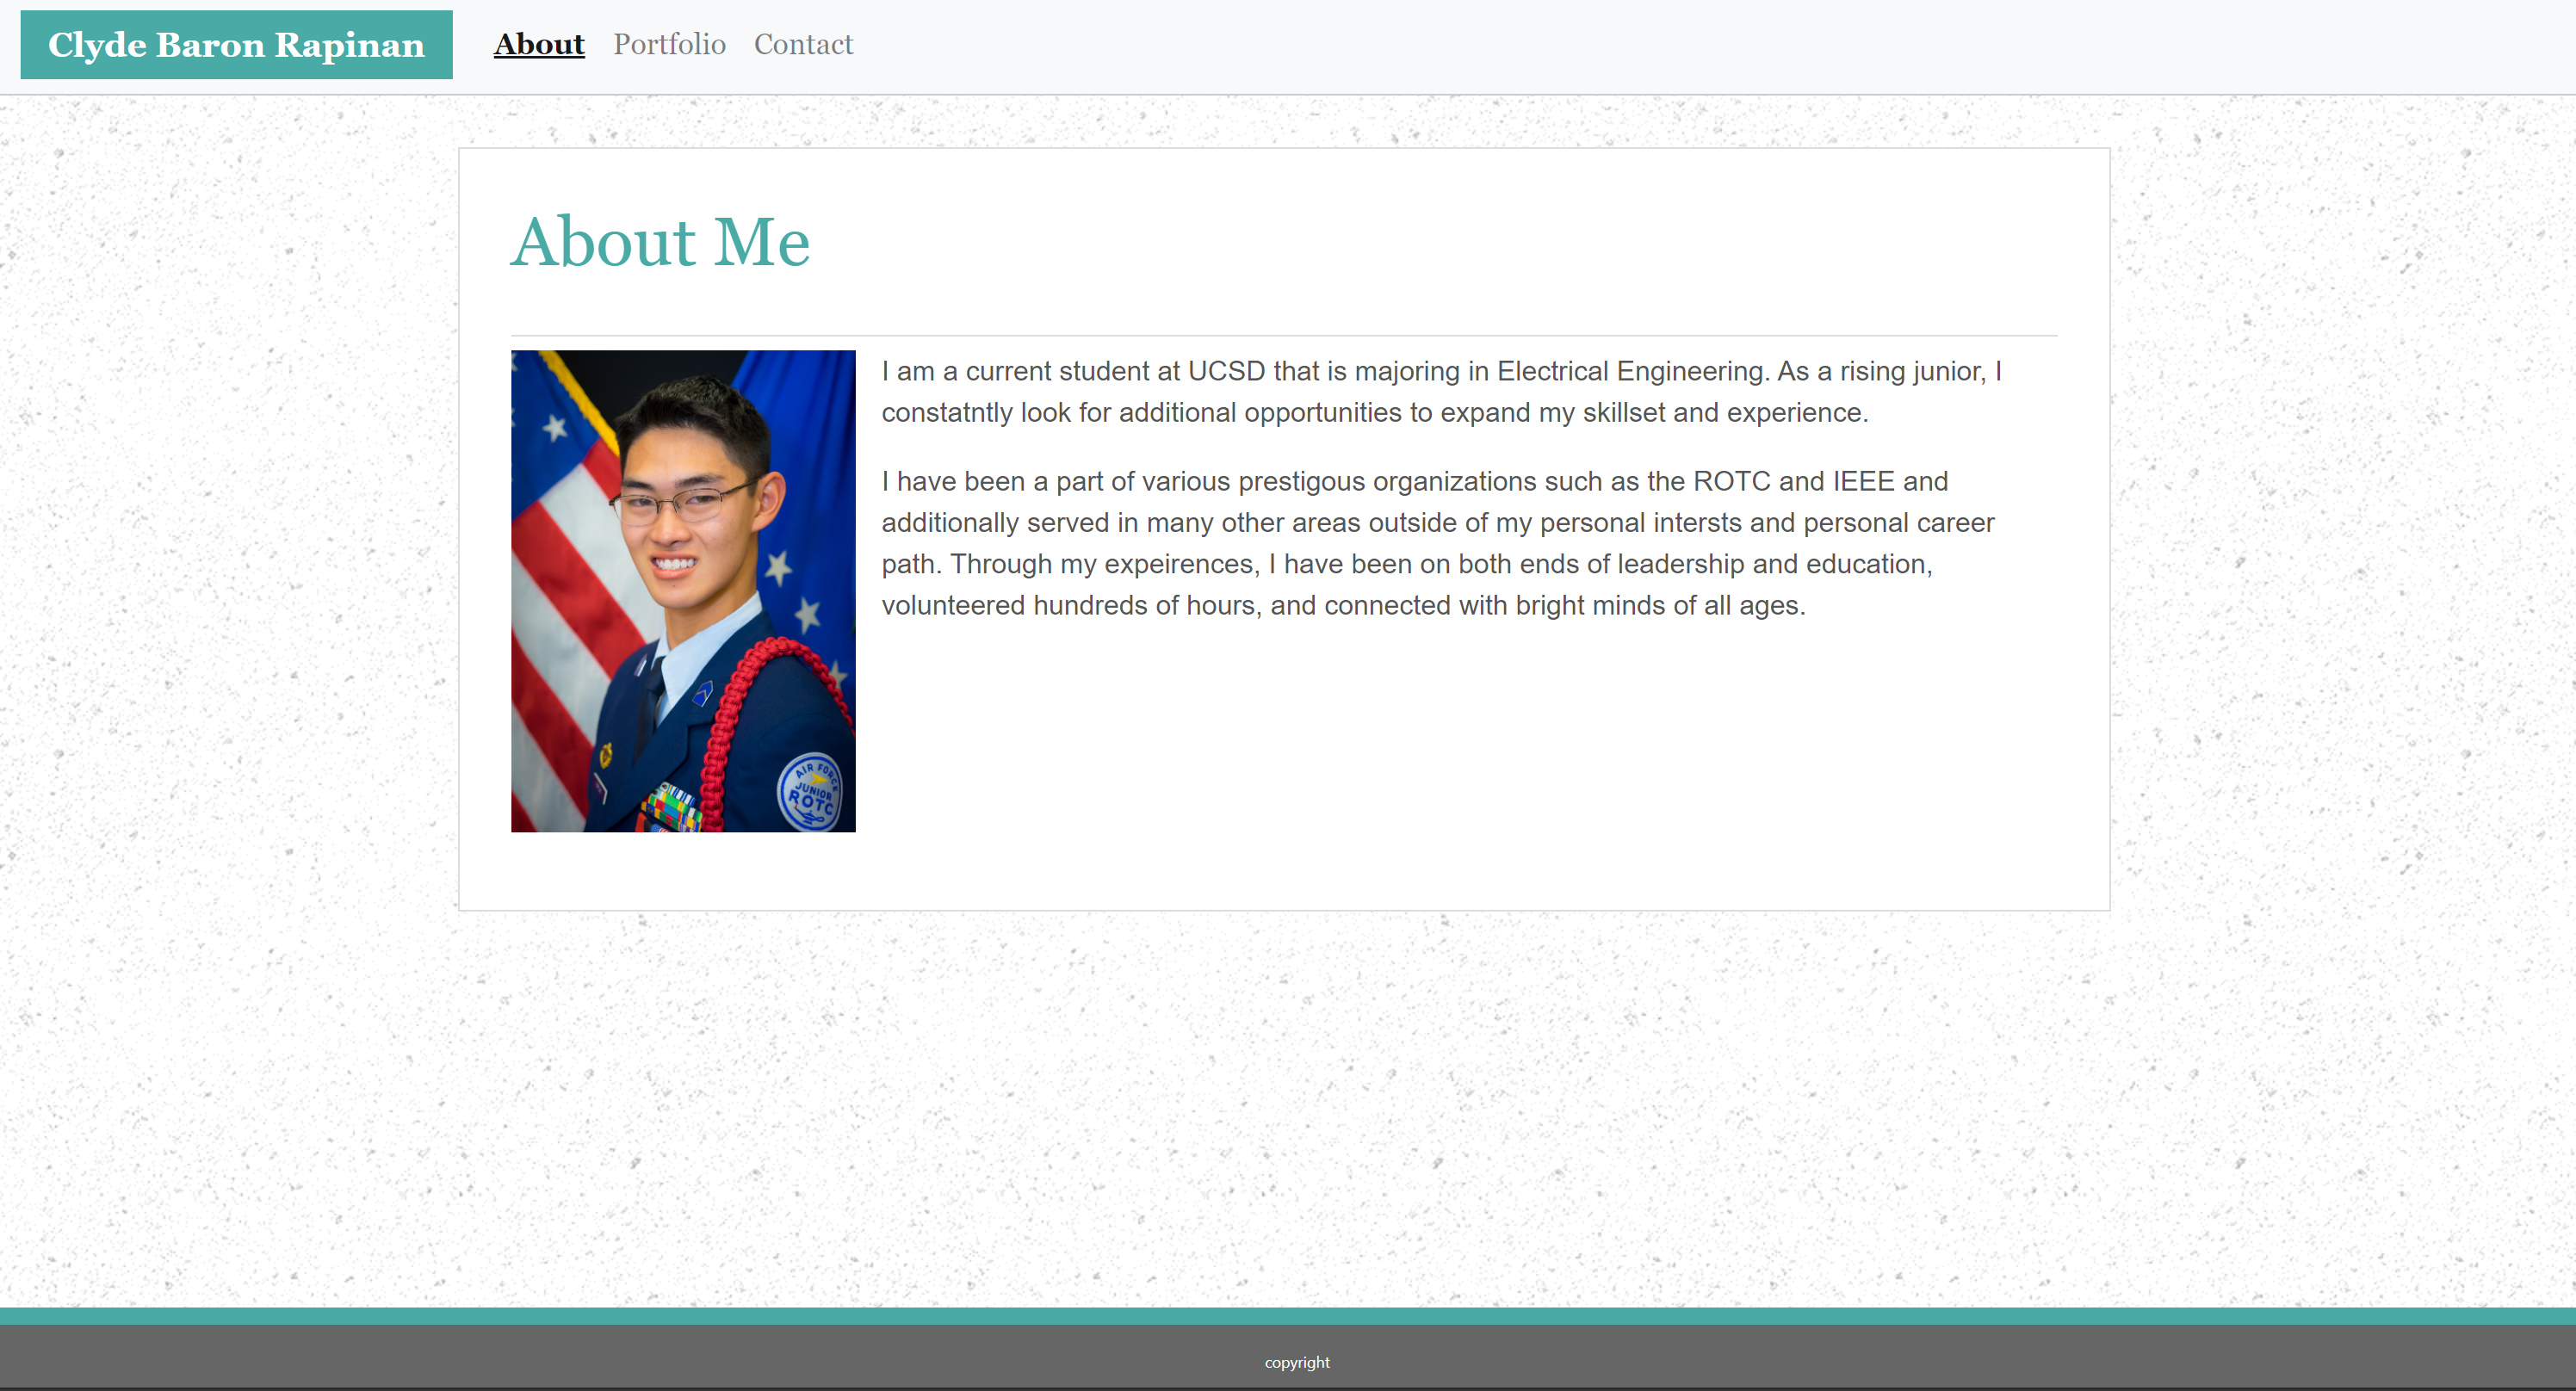 Clyde Baron Rapinan
About Portfolio Contact
About Me
I am a current student at UCSD that is majoring in Electrical Engineering. As a rising junior, I
constatntly look for additional opportunities to expand my skillset and experience.
I have been a part of various prestigous organizations such as the ROTC and IEEE and
additionally served in many other areas outside of my personal intersts and personal career
path. Through my expeirences, I have been on both ends of leadership and education,
volunteered hundreds of hours, and connected with bright minds of all ages.
AIR FORCE
JUNIOR
ROTC
copyright